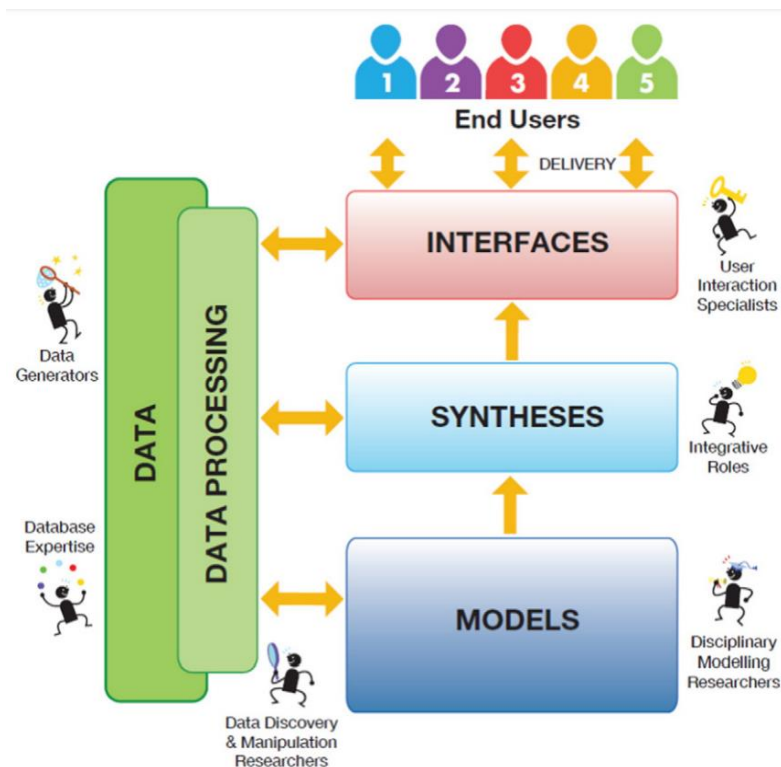 1 2 3 4 5
End Users
DELIVERY
INTERFACES
User
Interaction
Specialists
Data
Generators
DATA
DATA PROCESSING
SYNTHESES
Integrative
Roles
Database
Expertise
MODELS
Disciplinary
Modelling
Researchers
Data Discovery
& Manipulation
Researchers